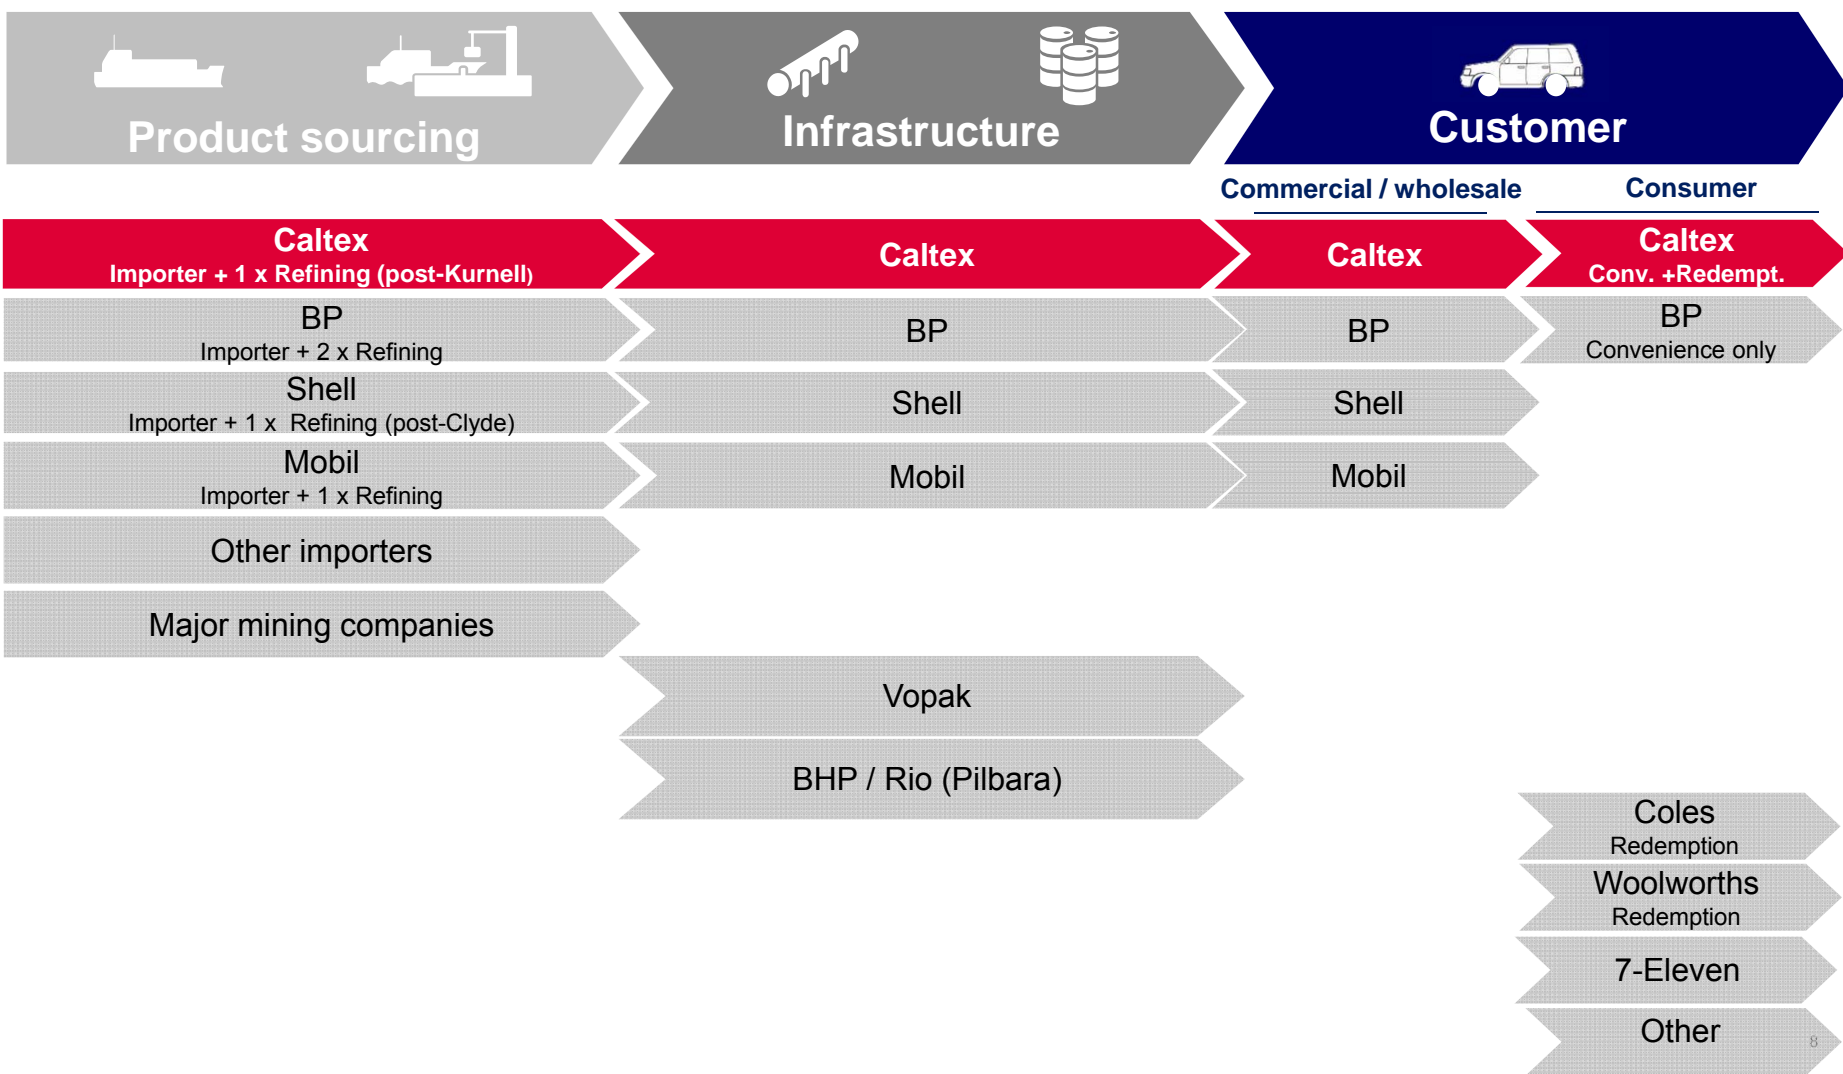 Product sourcing
Infrastructure
Customer
Commercial / wholesale
Consumer
Caltex
Importer + 1 x Refining (post-Kurnell)
Caltex
Caltex
Caltex
Conv. +Redempt.
BP
Importer + 2 x Refining
BP
BP
BP
Convenience only
Shell
Importer + 1 x Refining (post-Clyde)
Shell
Shell
Mobil
Importer + 1 x Refining
Mobil
Mobil
Other importers
Major mining companies
Vopak
BHP / Rio (Pilbara)
Coles
Redemption
Woolworths
Redemption
7-Eleven
Other
8